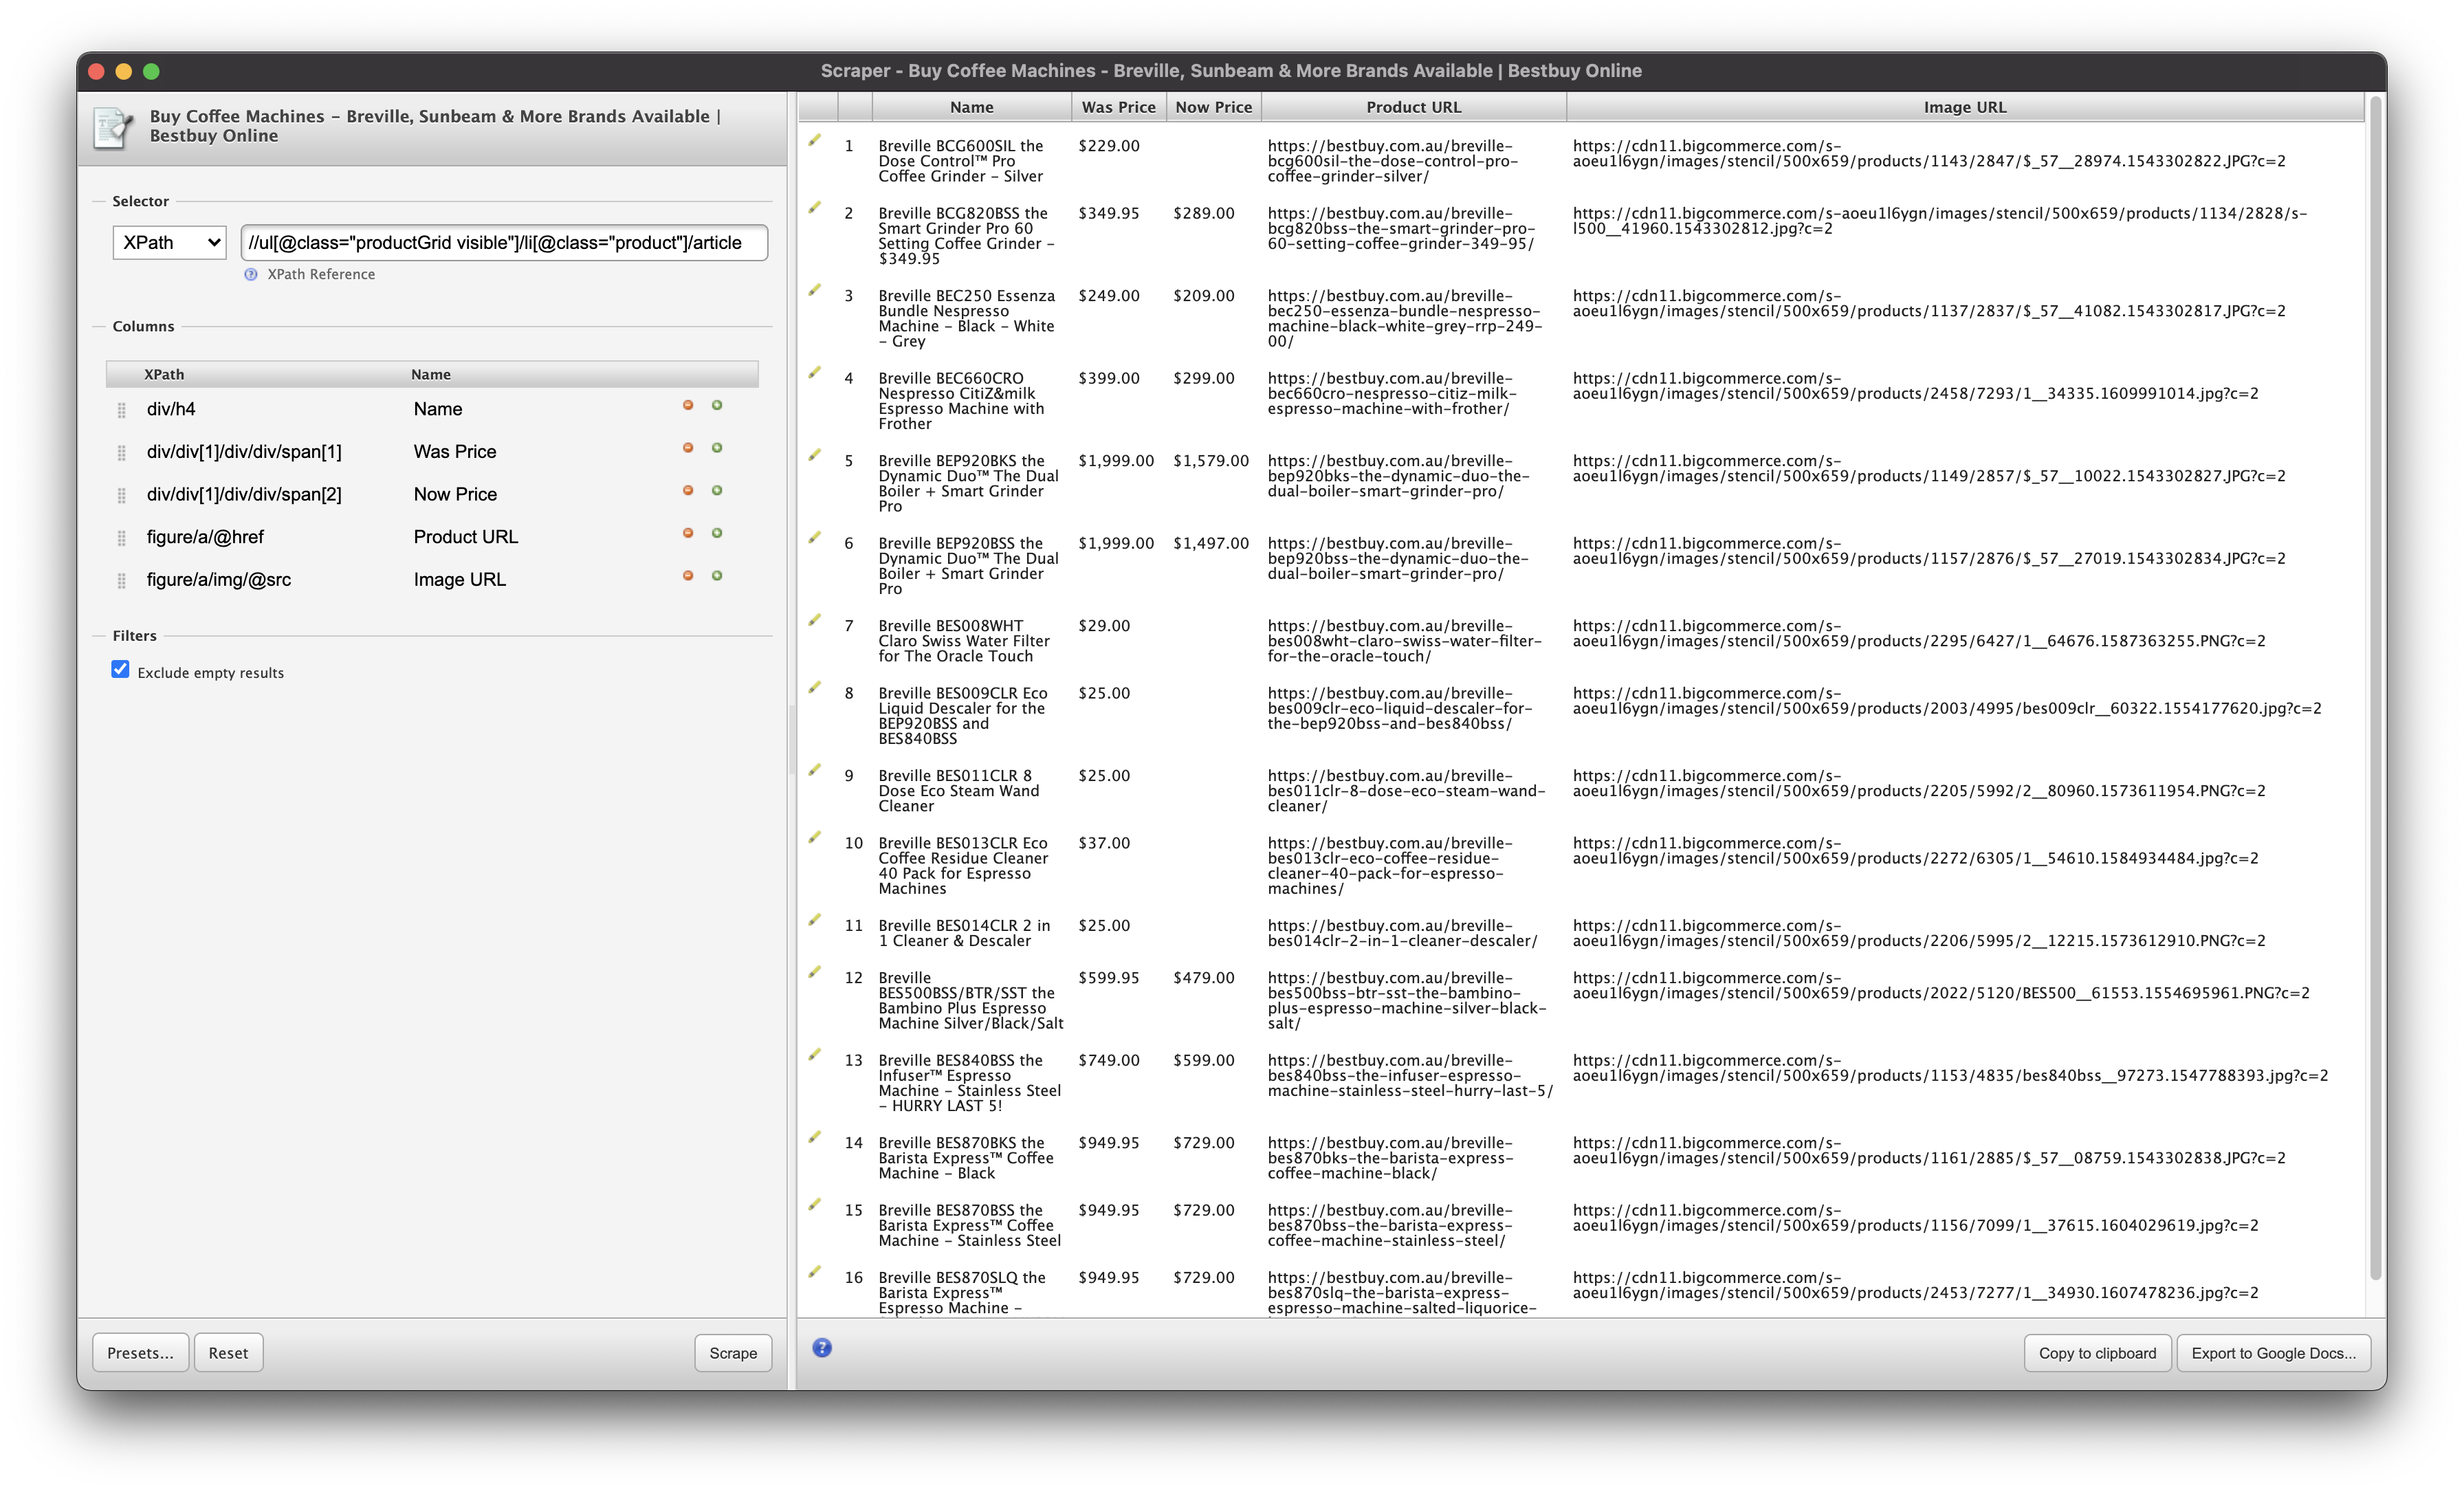 Scraper - Buy Coffee Machines - Breville, Sunbeam & More Brands Available | Bestbuy Online
Buy Coffee Machines – Breville, Sunbeam & More Brands Available |
Bestbuy Online
Selector
XPath
//ul[@class="productGrid visible"]/li[@class="product"]/article
XPath Reference
Columns
XPath Name
div/h4 Name
div/div[1]/div/div/span[1] Was Price
div/div[1]/div/div/span[2] Now Price
figure/a/@href Product URL
figure/a/img/@src Image URL
Filters
Exclude empty results
Presets...
Reset
Scrape
Name Was Price Now Price Product URL Image URL
1 Breville BCG600SIL the $229.00 https://bestbuy.com.au/breville- https://cdn11.bigcommerce.com/s-
Dose Control™ Pro bcg600sil-the-dose-control-pro- aoeu1l6ygn/images/stencil/500x659/products/1143/2847/$_57__28974.1543302822.JPG?c=2
Coffee Grinder – Silver coffee-grinder-silver/
2 Breville BCG820BSS the $349.95 $289.00 https://bestbuy.com.au/breville- https://cdn11.bigcommerce.com/s-aoeu1l6ygn/images/stencil/500x659/products/1134/2828/s-
Smart Grinder Pro 60 bcg820bss-the-smart-grinder-pro- l500__41960.1543302812.jpg?c=2
Setting Coffee Grinder – 60-setting-coffee-grinder-349-95/
$349.95
3 Breville BEC250 Essenza $249.00 $209.00 https://bestbuy.com.au/breville- https://cdn11.bigcommerce.com/s-
Bundle Nespresso bec250-essenza-bundle-nespresso- aoeu1l6ygn/images/stencil/500x659/products/1137/2837/$_57__41082.1543302817.JPG?c=2
Machine – Black – White machine-black-white-grey-rrp-249-
– Grey 00/
4 Breville BEC660CRO $399.00 $299.00 https://bestbuy.com.au/breville- https://cdn11.bigcommerce.com/s-
Nespresso CitiZ&milk bec660cro-nespresso-citiz-milk- aoeu1l6ygn/images/stencil/500x659/products/2458/7293/1__34335.1609991014.jpg?c=2
Espresso Machine with espresso-machine-with-frother/
Frother
5 Breville BEP920BKS the $1,999.00 $1,579.00 https://bestbuy.com.au/breville- https://cdn11.bigcommerce.com/s-
Dynamic Duo™ The Dual bep920bks-the-dynamic-duo-the- aoeu1l6ygn/images/stencil/500x659/products/1149/2857/$_57__10022.1543302827.JPG?c=2
Boiler + Smart Grinder dual-boiler-smart-grinder-pro/
Pro
6 Breville BEP920BSS the $1,999.00 $1,497.00 https://bestbuy.com.au/breville- https://cdn11.bigcommerce.com/s-
Dynamic Duo™ The Dual bep920bss-the-dynamic-duo-the- aoeu1l6ygn/images/stencil/500x659/products/1157/2876/$_57__27019.1543302834.JPG?c=2
Boiler + Smart Grinder dual-boiler-smart-grinder-pro/
Pro
7 Breville BES008WHT $29.00 https://bestbuy.com.au/breville- https://cdn11.bigcommerce.com/s-
Claro Swiss Water Filter bes008wht-claro-swiss-water-filter- aoeu1l6ygn/images/stencil/500x659/products/2295/6427/1__64676.1587363255.PNG?c=2
for The Oracle Touch for-the-oracle-touch/
8 Breville BES009CLR Eco $25.00 https://bestbuy.com.au/breville- https://cdn11.bigcommerce.com/s-
Liquid Descaler for the bes009clr-eco-liquid-descaler-for- aoeu1l6ygn/images/stencil/500x659/products/2003/4995/bes009clr__60322.1554177620.jpg?c=2
BEP920BSS and the-bep920bss-and-bes840bss/
BES840BSS
9 Breville BES011CLR 8 $25.00 https://bestbuy.com.au/breville- https://cdn11.bigcommerce.com/s-
Dose Eco Steam Wand bes011clr-8-dose-eco-steam-wand- aoeu1l6ygn/images/stencil/500x659/products/2205/5992/2__80960.1573611954.PNG?c=2
Cleaner cleaner/
10 Breville BES013CLR Eco $37.00 https://bestbuy.com.au/breville- https://cdn11.bigcommerce.com/s-
Coffee Residue Cleaner bes013clr-eco-coffee-residue- aoeu1l6ygn/images/stencil/500x659/products/2272/6305/1__54610.1584934484.jpg?c=2
40 Pack for Espresso cleaner-40-pack-for-espresso-
Machines machines/
11 Breville BES014CLR 2 in $25.00 https://bestbuy.com.au/breville- https://cdn11.bigcommerce.com/s-
1 Cleaner & Descaler bes014clr-2-in-1-cleaner-descaler/ aoeu1l6ygn/images/stencil/500x659/products/2206/5995/2__12215.1573612910.PNG?c=2
12 Breville $599.95 $479.00 https://bestbuy.com.au/breville- https://cdn11.bigcommerce.com/s-
BES500BSS/BTR/SST the bes500bss-btr-sst-the-bambino- aoeu1l6ygn/images/stencil/500x659/products/2022/5120/BES500__61553.1554695961.PNG?c=2
Bambino Plus Espresso plus-espresso-machine-silver-black-
Machine Silver/Black/Salt salt/
13 Breville BES840BSS the $749.00 $599.00 https://bestbuy.com.au/breville- https://cdn11.bigcommerce.com/s-
Infuser™ Espresso bes840bss-the-infuser-espresso- aoeu1l6ygn/images/stencil/500x659/products/1153/4835/bes840bss__97273.1547788393.jpg?c=2
Machine – Stainless Steel machine-stainless-steel-hurry-last-5/
– HURRY LAST 5!
14 Breville BES870BKS the $949.95 $729.00 https://bestbuy.com.au/breville- https://cdn11.bigcommerce.com/s-
Barista Express™ Coffee bes870bks-the-barista-express- aoeu1l6ygn/images/stencil/500x659/products/1161/2885/$_57__08759.1543302838.JPG?c=2
Machine – Black coffee-machine-black/
15 Breville BES870BSS the $949.95 $729.00 https://bestbuy.com.au/breville- https://cdn11.bigcommerce.com/s-
Barista Express™ Coffee bes870bss-the-barista-express- aoeu1l6ygn/images/stencil/500x659/products/1156/7099/1__37615.1604029619.jpg?c=2
Machine – Stainless Steel coffee-machine-stainless-steel/
16 Breville BES870SLQ the $949.95 $729.00 https://bestbuy.com.au/breville- https://cdn11.bigcommerce.com/s-
Barista Express™ bes870slq-the-barista-express- aoeu1l6ygn/images/stencil/500x659/products/2453/7277/1__34930.1607478236.jpg?c=2
Espresso Machine – espresso-machine-salted-liquorice-
Copy to clipboard
Export to Google Docs...